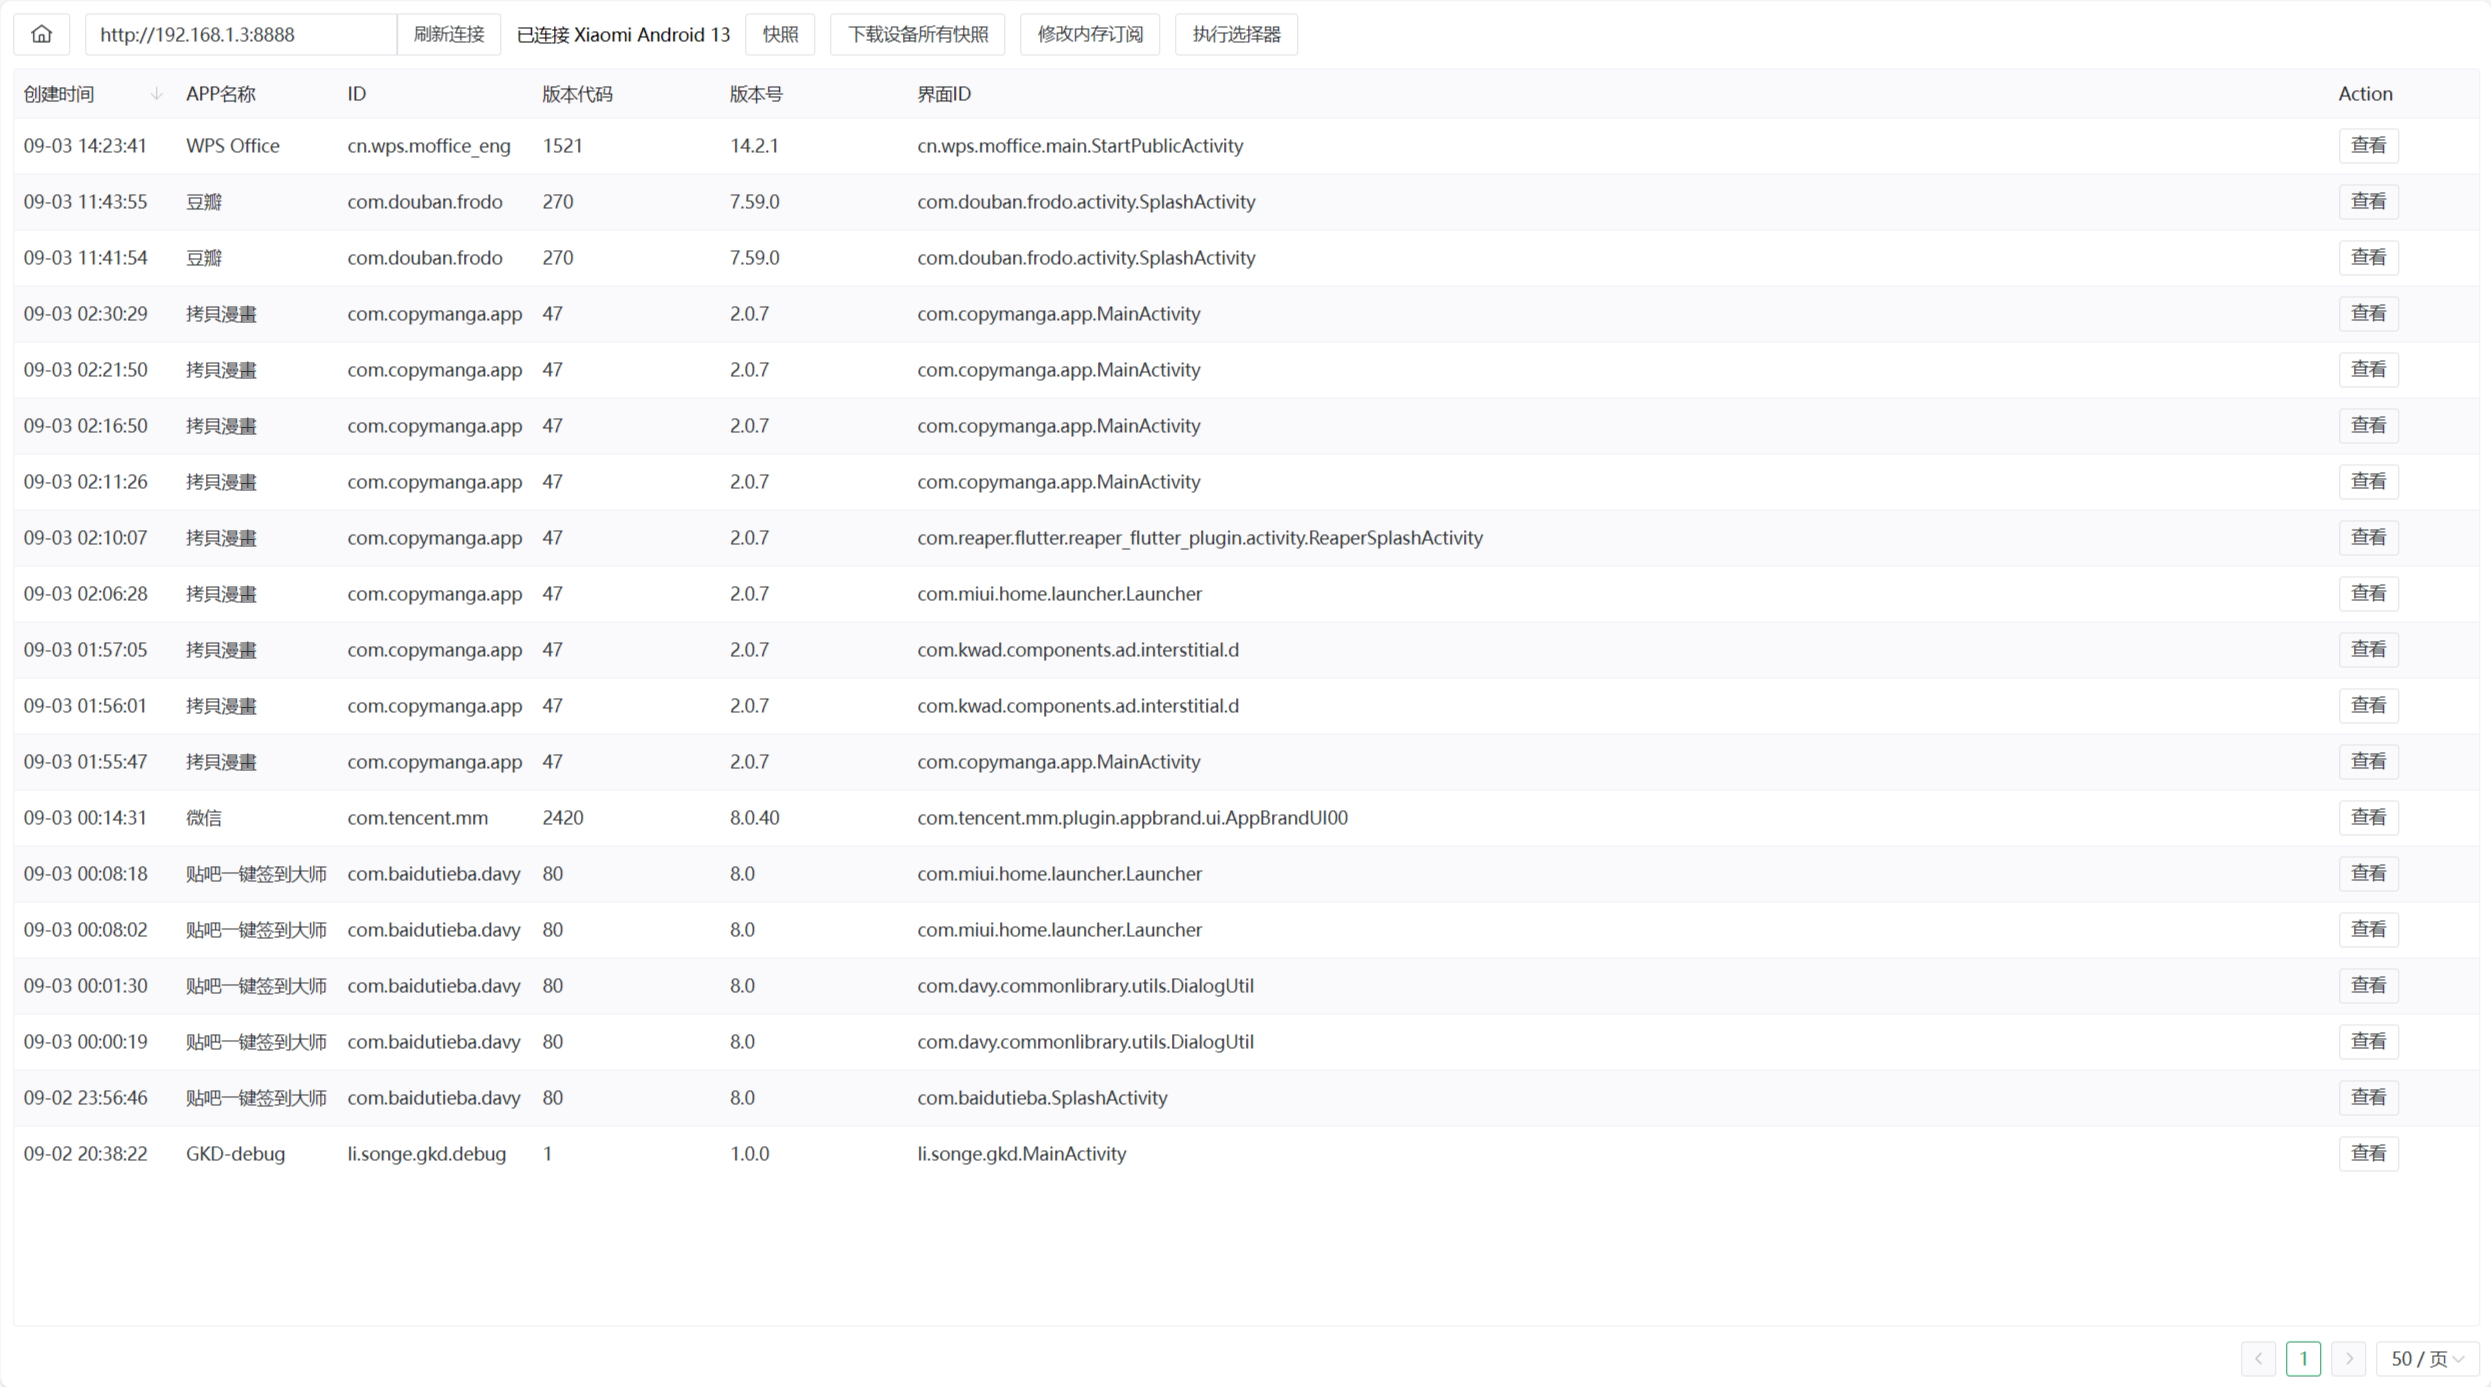 http://192.168.1.3:8888 刷新连接 已连接 Xiaomi Android 13 快照 下载设备所有快照 修改内存订阅 执行选择器
创建时间 APP名称 ID 版本代码 版本号 界面ID Action
09-03 14:23:41 WPS Office cn.wps.moffice_eng 1521 14.2.1 cn.wps.moffice.main.StartPublicActivity 查看
09-03 11:43:55 豆瓣 com.douban.frodo 270 7.59.0 com.douban.frodo.activity.SplashActivity 查看
09-03 11:41:54 豆瓣 com.douban.frodo 270 7.59.0 com.douban.frodo.activity.SplashActivity 查看
09-03 02:30:29 拷貝漫畫 com.copymanga.app 47 2.0.7 com.copymanga.app.MainActivity 查看
09-03 02:21:50 拷貝漫畫 com.copymanga.app 47 2.0.7 com.copymanga.app.MainActivity 查看
09-03 02:16:50 拷貝漫畫 com.copymanga.app 47 2.0.7 com.copymanga.app.MainActivity 查看
09-03 02:11:26 拷貝漫畫 com.copymanga.app 47 2.0.7 com.copymanga.app.MainActivity 查看
09-03 02:10:07 拷貝漫畫 com.copymanga.app 47 2.0.7 com.reaper.flutter.reaper_flutter_plugin.activity.ReaperSplashActivity 查看
09-03 02:06:28 拷貝漫畫 com.copymanga.app 47 2.0.7 com.miui.home.launcher.Launcher 查看
09-03 01:57:05 拷貝漫畫 com.copymanga.app 47 2.0.7 com.kwad.components.ad.interstitial.d 查看
09-03 01:56:01 拷貝漫畫 com.copymanga.app 47 2.0.7 com.kwad.components.ad.interstitial.d 查看
09-03 01:55:47 拷貝漫畫 com.copymanga.app 47 2.0.7 com.copymanga.app.MainActivity 查看
09-03 00:14:31 微信 com.tencent.mm 2420 8.0.40 com.tencent.mm.plugin.appbrand.ui.AppBrandUI00 查看
09-03 00:08:18 贴吧一键签到大师 com.baidutieba.davy 80 8.0 com.miui.home.launcher.Launcher 查看
09-03 00:08:02 贴吧一键签到大师 com.baidutieba.davy 80 8.0 com.miui.home.launcher.Launcher 查看
09-03 00:01:30 贴吧一键签到大师 com.baidutieba.davy 80 8.0 com.davy.commonlibrary.utils.DialogUtil 查看
09-03 00:00:19 贴吧一键签到大师 com.baidutieba.davy 80 8.0 com.davy.commonlibrary.utils.DialogUtil 查看
09-02 23:56:46 贴吧一键签到大师 com.baidutieba.davy 80 8.0 com.baidutieba.SplashActivity 查看
09-02 20:38:22 GKD-debug li.songe.gkd.debug 1 1.0.0 li.songe.gkd.MainActivity 查看
1 50 / 页